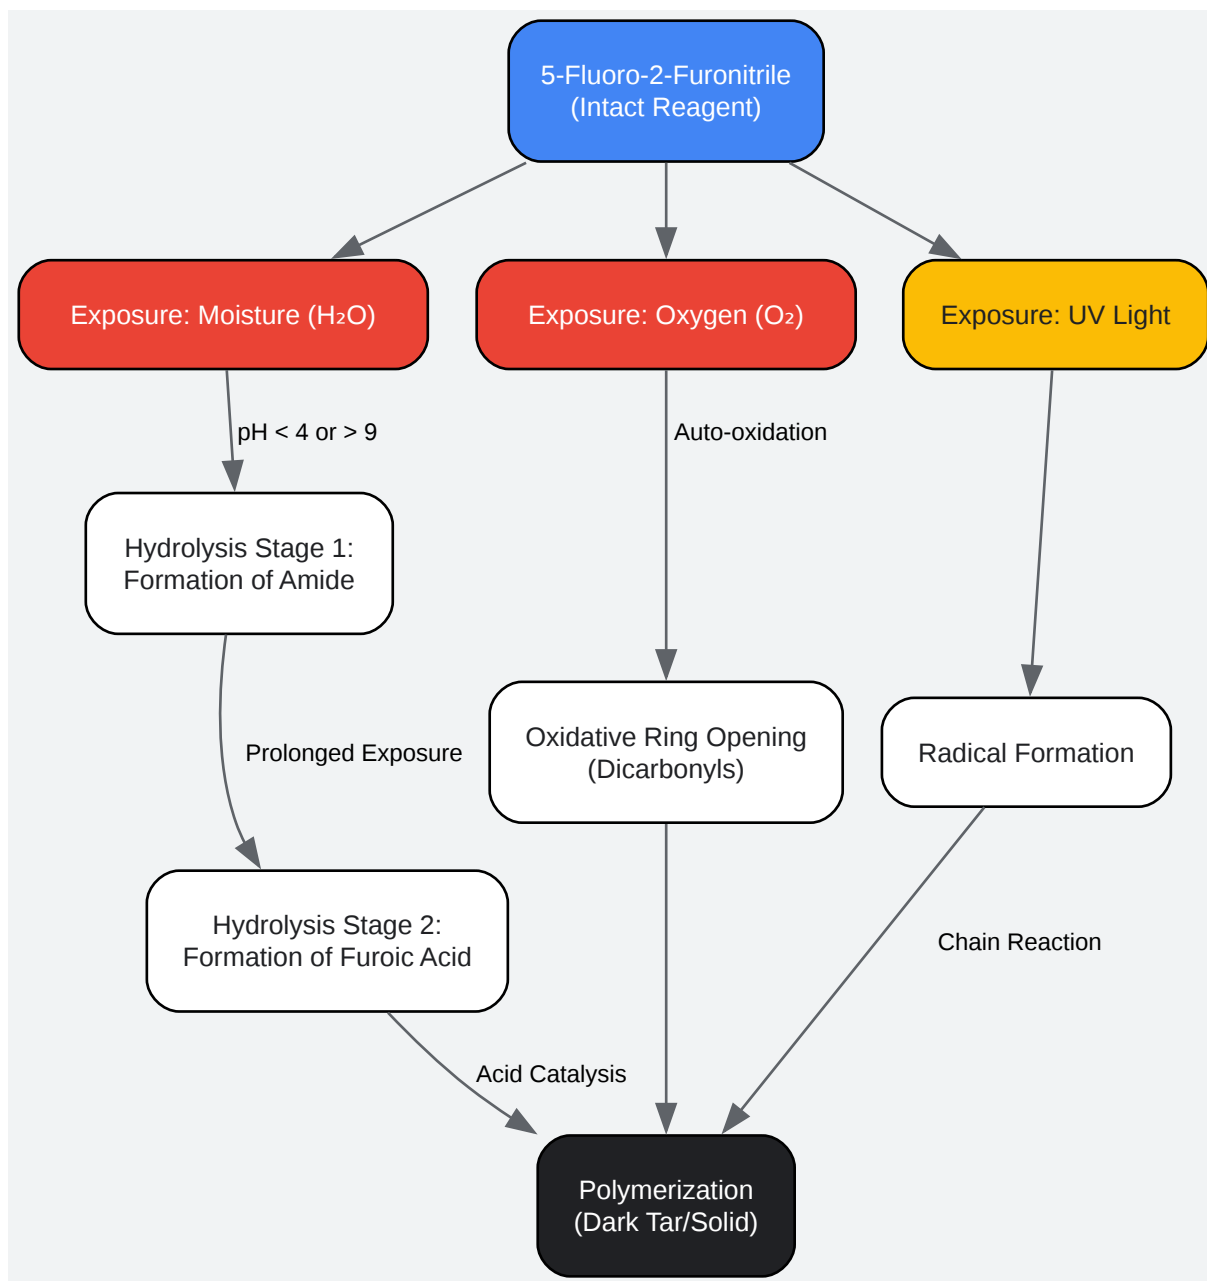 5-Fluoro-2-Furonitrile
(Intact Reagent)
Exposure: Moisture (H₂O)
Exposure: Oxygen (O₂)
Exposure: UV Light
pH < 4 or > 9
Auto-oxidation
Hydrolysis Stage 1:
Formation of Amide
Oxidative Ring Opening
(Dicarbonyls)
Radical Formation
Prolonged Exposure
Hydrolysis Stage 2:
Formation of Furoic Acid
Chain Reaction
Acid Catalysis
Polymerization
(Dark Tar/Solid)